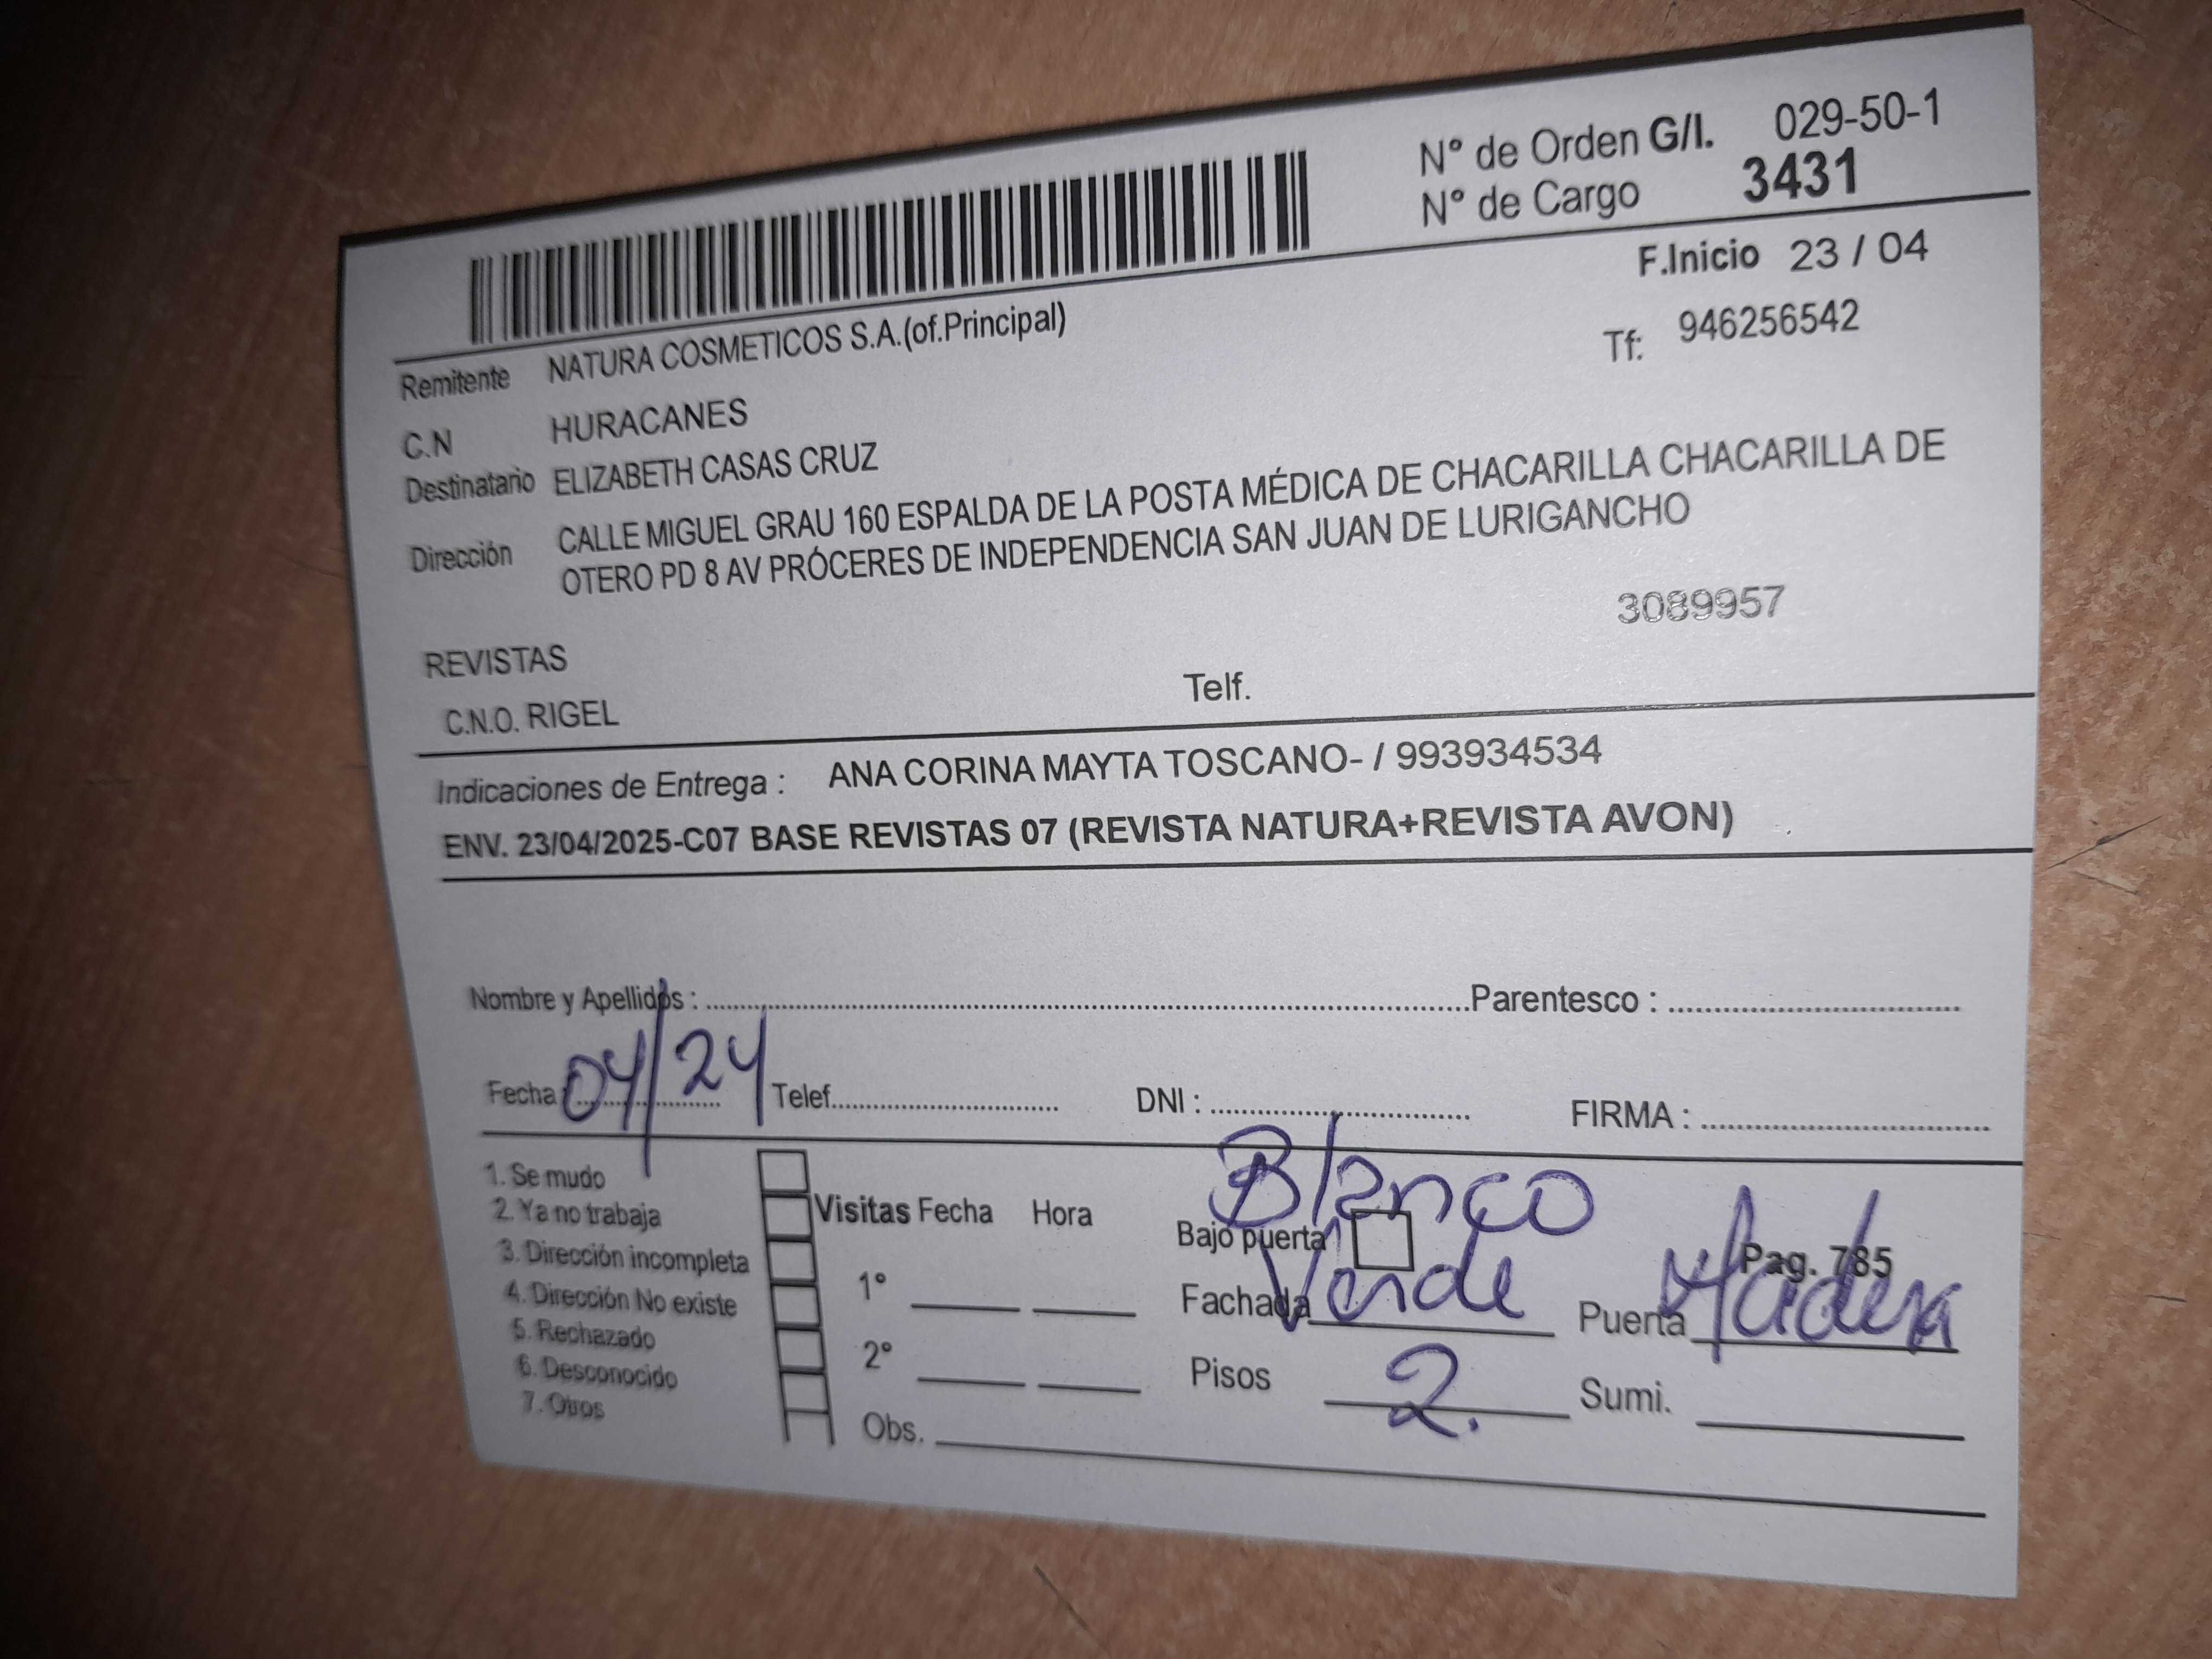 N° de Orden G/I. 029-50-1
N° de Cargo 3431
F.Inicio 23 / 04
Remitente NATURA COSMETICOS S.A.(of.Principal)
Tf: 946256542
C.N HURACANES
Destinatario ELIZABETH CASAS CRUZ
Dirección CALLE MIGUEL GRAU 160 ESPALDA DE LA POSTA MÉDICA DE CHACARILLA CHACARILLA DE
OTERO PD 8 AV PRÓCERES DE INDEPENDENCIA SAN JUAN DE LURIGANCHO
3089957
REVISTAS
C.N.O. RIGEL Telf.
Indicaciones de Entrega : ANA CORINA MAYTA TOSCANO- / 993934534
ENV. 23/04/2025-C07 BASE REVISTAS 07 (REVISTA NATURA+REVISTA AVON)
Nombre y Apellidos : Parentesco :
Fecha 04/24 Telef. DNI : FIRMA :
1. Se mudo
2. Ya no trabaja
3. Dirección incompleta
4. Dirección No existe
5. Rechazado
6. Desconocido
7. Otros
Visitas Fecha Hora
1°
2°
Obs.
Blanco
Bajo puerta
Pag. 785
Fachada Verde Puerta Madera
Pisos 2. Sumi.